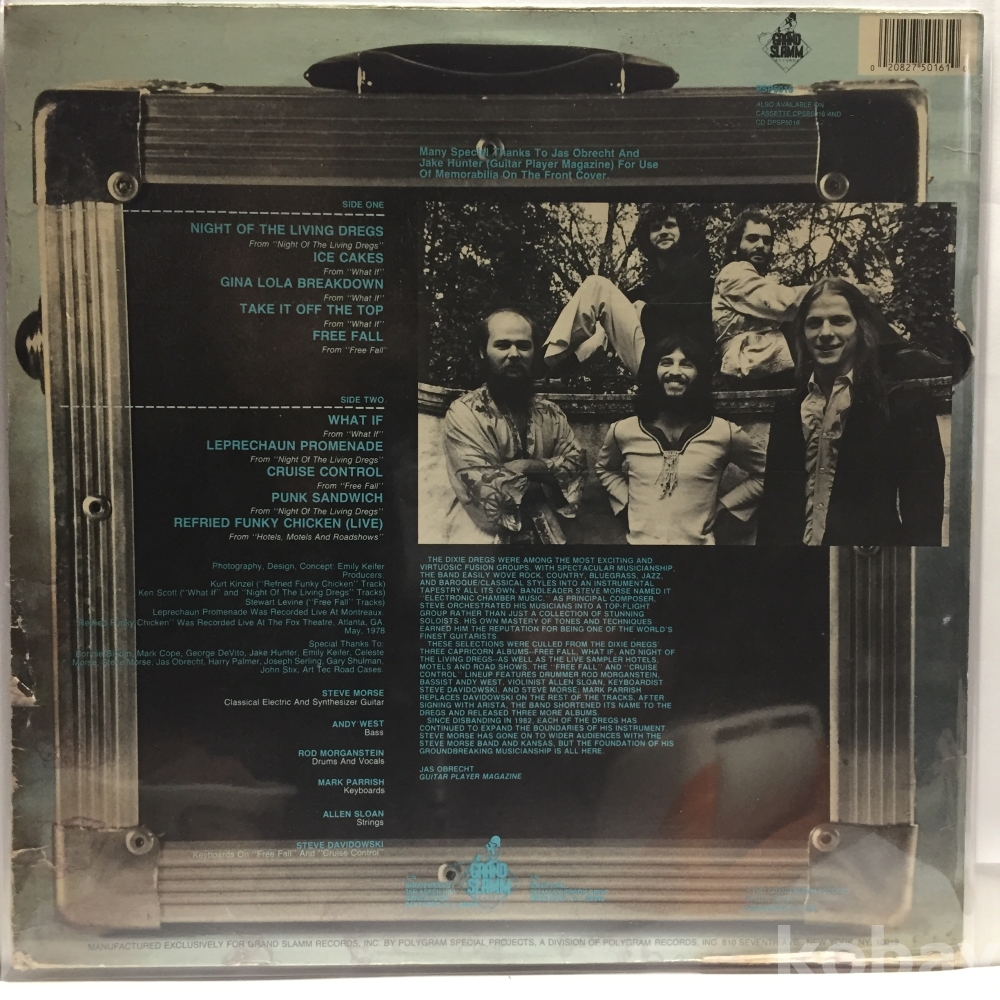 GRAND
SLAMM
0 20827 50161
ALSO AVAILABLE ON
CASSETTE AND
CD
Many Special Thanks To Jas Obrecht And
Jake Hunter (Guitar Player Magazine) For Use
Of Memorabilia On The Front Cover.
SIDE ONE
NIGHT OF THE LIVING DREGS
From "Night Of The Living Dregs"
ICE CAKES
From "What If"
GINA LOLA BREAKDOWN
From "What If"
TAKE IT OFF THE TOP
From "What If"
FREE FALL
From "Free Fall"
SIDE TWO
WHAT IF
From "What If"
LEPRECHAUN PROMENADE
From "Night Of The Living Dregs"
CRUISE CONTROL
From "Free Fall"
PUNK SANDWICH
From "Night Of The Living Dregs"
REFRIED FUNKY CHICKEN (LIVE)
From "Hotels, Motels And Roadshows"
Photography, Design, Concept: Emily Keifer
Producers:
Kurt Kinzel ("Refried Funky Chicken" Track)
Ken Scott ("What If" and "Night Of The Living Dregs" Tracks)
Stewart Levine ("Free Fall" Tracks)
Leprechaun Promenade Was Recorded Live At Montreaux.
"Refried Funky Chicken" Was Recorded Live At The Fox Theatre, Atlanta, GA.
May, 1978
Special Thanks To:
Mark Cope, George DeVito, Jake Hunter, Emily Keifer, Celeste
Morse, Steve Morse, Jas Obrecht, Harry Palmer, Joseph Serling, Gary Shulman,
John Stix, Art Tec Road Cases.
STEVE MORSE
Classical Electric And Synthesizer Guitar
ANDY WEST
Bass
ROD MORGANSTEIN
Drums And Vocals
MARK PARRISH
Keyboards
ALLEN SLOAN
Strings
STEVE DAVIDOWSKI
Keyboards On "Free Fall" And "Cruise Control"
THE DIXIE DREGS WERE AMONG THE MOST EXCITING AND
VIRTUOSIC FUSION GROUPS. WITH SPECTACULAR MUSICIANSHIP,
THE BAND EASILY WOVE ROCK, COUNTRY, BLUEGRASS, JAZZ,
AND BAROQUE/CLASSICAL STYLES INTO AN INSTRUMENTAL
TAPESTRY ALL ITS OWN. BANDLEADER STEVE MORSE NAMED IT
"ELECTRONIC CHAMBER MUSIC." AS PRINCIPAL COMPOSER,
STEVE ORCHESTRATED HIS MUSICIANS INTO A TOP-FLIGHT
GROUP RATHER THAN JUST A COLLECTION OF STUNNING
SOLOISTS. HIS OWN MASTERY OF TONES AND TECHNIQUES
EARNED HIM THE REPUTATION FOR BEING ONE OF THE WORLD'S
FINEST GUITARISTS.
THESE SELECTIONS WERE CULLED FROM THE DIXIE DREGS
THREE CAPRICORN ALBUMS--FREE FALL, WHAT IF, AND NIGHT OF
THE LIVING DREGS--AS WELL AS THE LIVE SAMPLER HOTELS,
MOTELS AND ROAD SHOWS. THE "FREE FALL" AND "CRUISE
CONTROL" LINEUP FEATURES DRUMMER ROD MORGENSTEIN,
BASSIST ANDY WEST, VIOLINIST ALLEN SLOAN, KEYBOARDIST
STEVE DAVIDOWSKI, AND STEVE MORSE, MARK PARRISH
REPLACES DAVIDOWSKI ON THE REST OF THE TRACKS. AFTER
SIGNING WITH ARISTA, THE BAND SHORTENED ITS NAME TO THE
DREGS AND RELEASED THREE MORE ALBUMS.
SINCE DISBANDING IN 1982, EACH OF THE DREGS HAS
CONTINUED TO EXPAND THE BOUNDARIES OF HIS INSTRUMENT.
STEVE MORSE HAS GONE ON TO WIDER AUDIENCES WITH THE
STEVE MORSE BAND AND KANSAS, BUT THE FOUNDATION OF HIS
GROUNDBREAKING MUSICIANSHIP IS ALL HERE.
JAS OBRECHT
GUITAR PLAYER MAGAZINE
GRAND
SLAMM
MANUFACTURED EXCLUSIVELY FOR GRAND SLAMM RECORDS, INC. BY POLYGRAM SPECIAL PROJECTS, A DIVISION OF POLYGRAM RECORDS, INC. 810 SEVENTH AVE., NEW YORK, NY. 10019
kobay